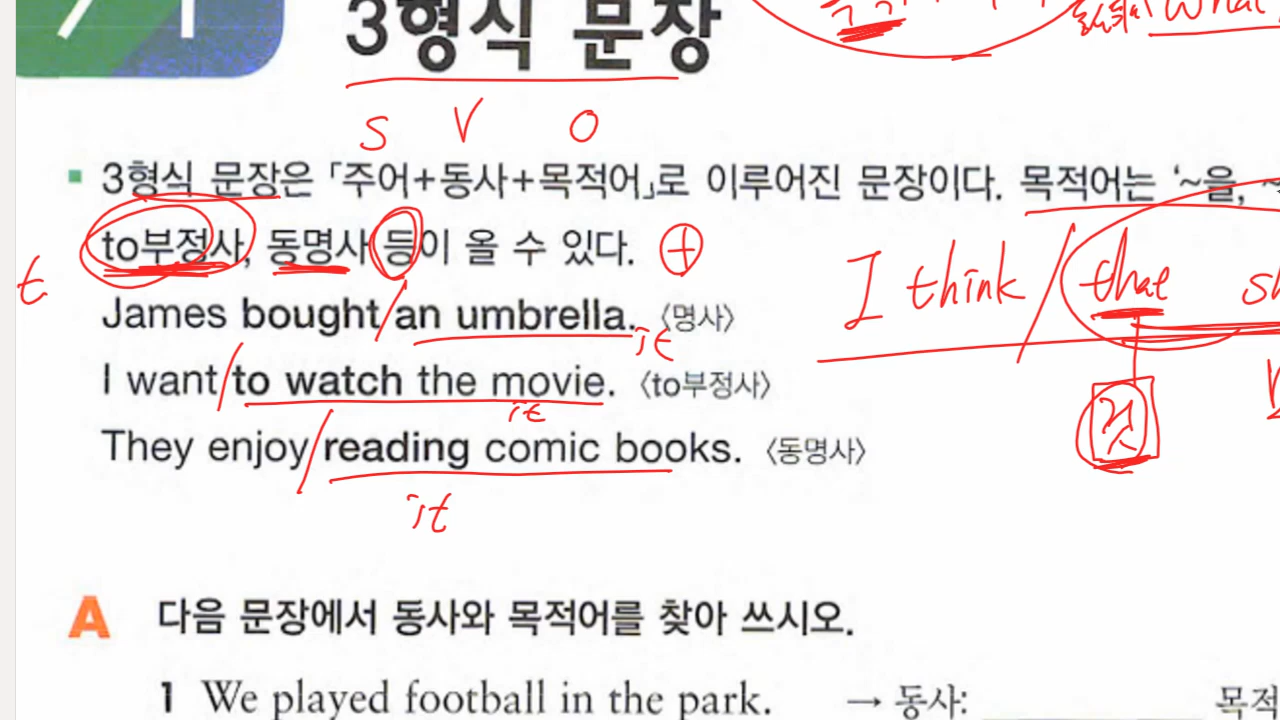 3형식 문장
What
S V O
3형식 문장은 「주어+동사+목적어」로 이루어진 문장이다. 목적어는 '~을,
to부정사, 동명사 등이 올 수 있다. +
t
I think / that
James bought / an umbrella. 〈명사〉
it
I want / to watch the movie. 〈to부정사〉
it
것
They enjoy / reading comic books. 〈동명사〉
it
A 다음 문장에서 동사와 목적어를 찾아 쓰시오.
1 We played football in the park. → 동사: 목적